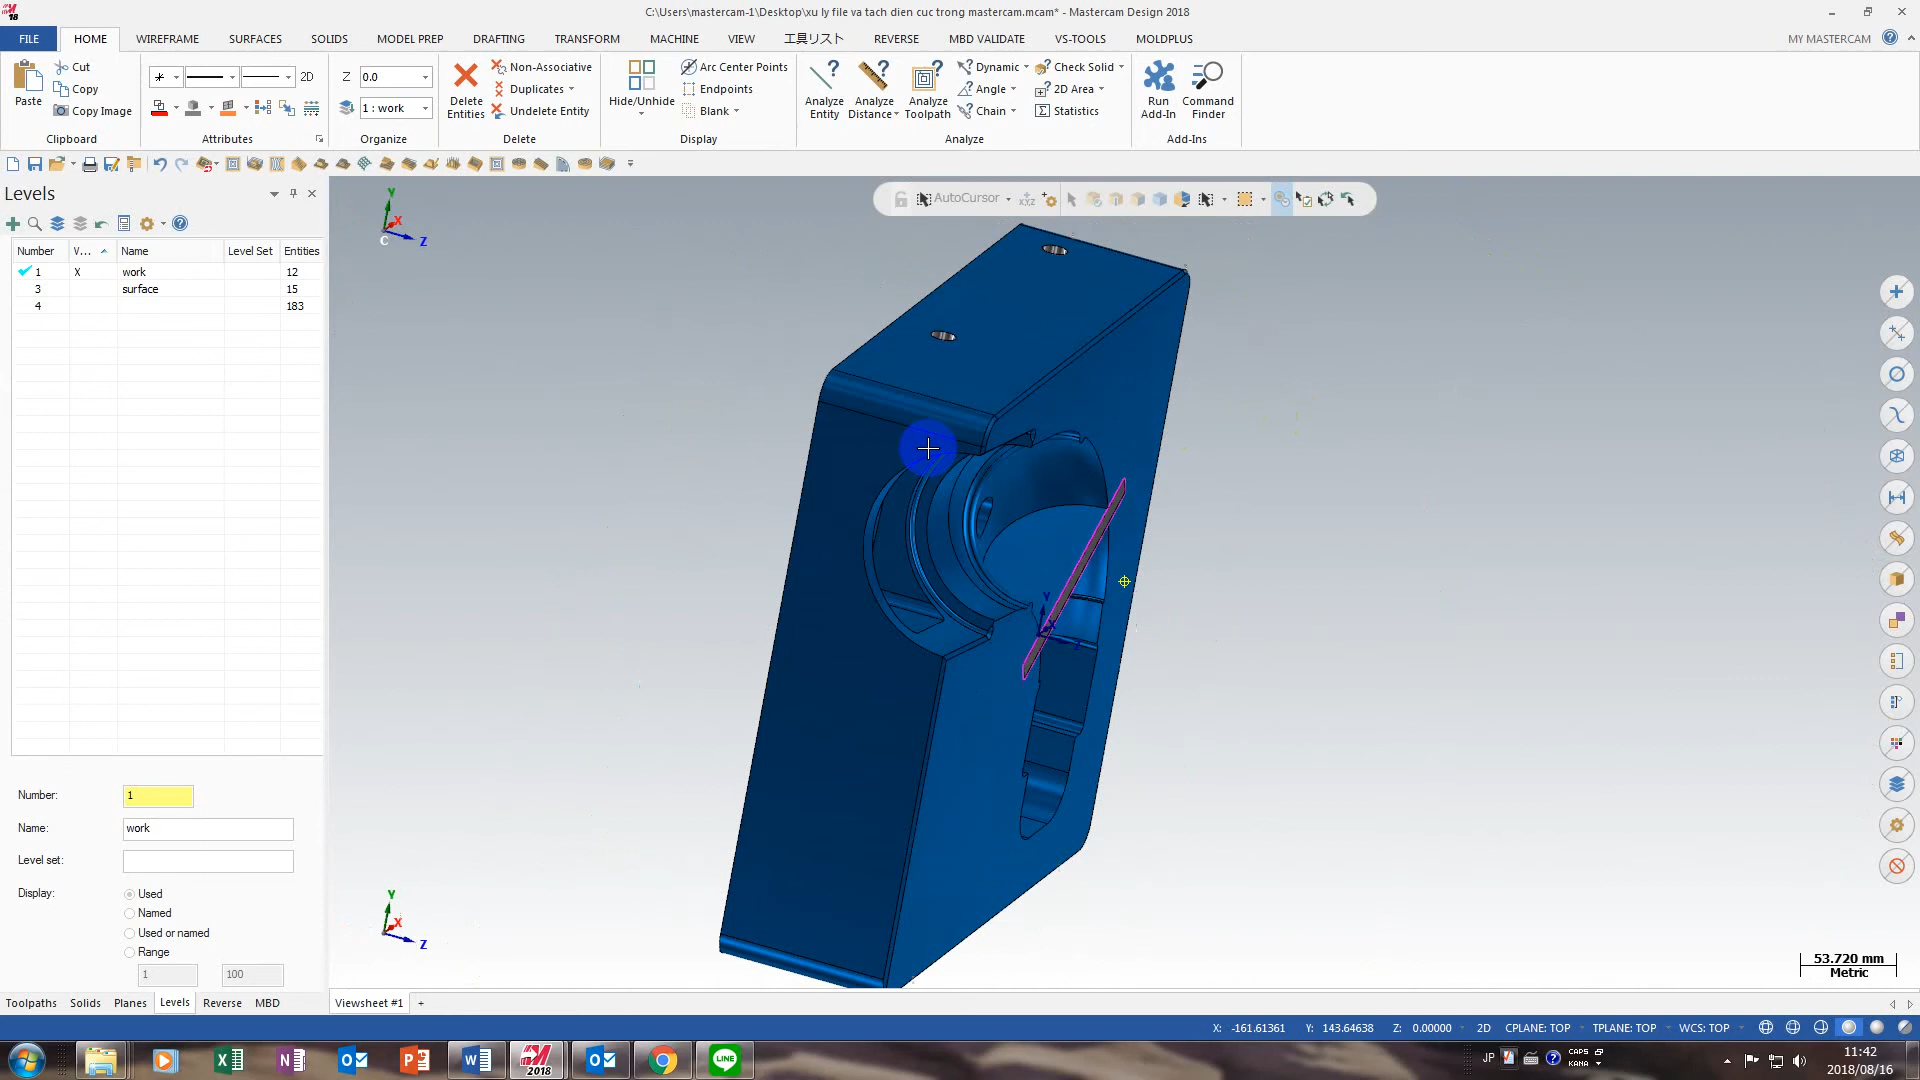 C:\Users\mastercam-1\Desktop\xu ly file va tach dien cuc trong mastercam.mcam* - Mastercam Design 2018
FILE HOME WIREFRAME SURFACES SOLIDS MODEL PREP DRAFTING TRANSFORM MACHINE VIEW 工具リスト REVERSE MBD VALIDATE VS-TOOLS MOLDPLUS MY MASTERCAM
Paste
Cut
Copy
Copy Image
Clipboard
2D
Attributes
Z 0.0
1 : work
Organize
Delete Entities
Non-Associative
Duplicates
Undelete Entity
Delete
Hide/Unhide
Arc Center Points
Endpoints
Blank
Display
Analyze Entity
Analyze Distance
Analyze Toolpath
Dynamic
Angle
Chain
Check Solid
2D Area
Statistics
Analyze
Run Add-In
Command Finder
Add-Ins
Levels
Number V... Name Level Set Entities
1 X work 12
3 surface 15
4 183
Number: 1
Name: work
Level set:
Display: Used
Named
Used or named
Range
1 100
Toolpaths Solids Planes Levels Reverse MBD
AutoCursor
Y X Z C
Y X Z
Y X Z
53.720 mm
Metric
Viewsheet #1 +
X: -161.61361 Y: 143.64638 Z: 0.00000 2D CPLANE: TOP TPLANE: TOP WCS: TOP
2018
LINE
JP
CAPS
KANA
11:42
2018/08/16